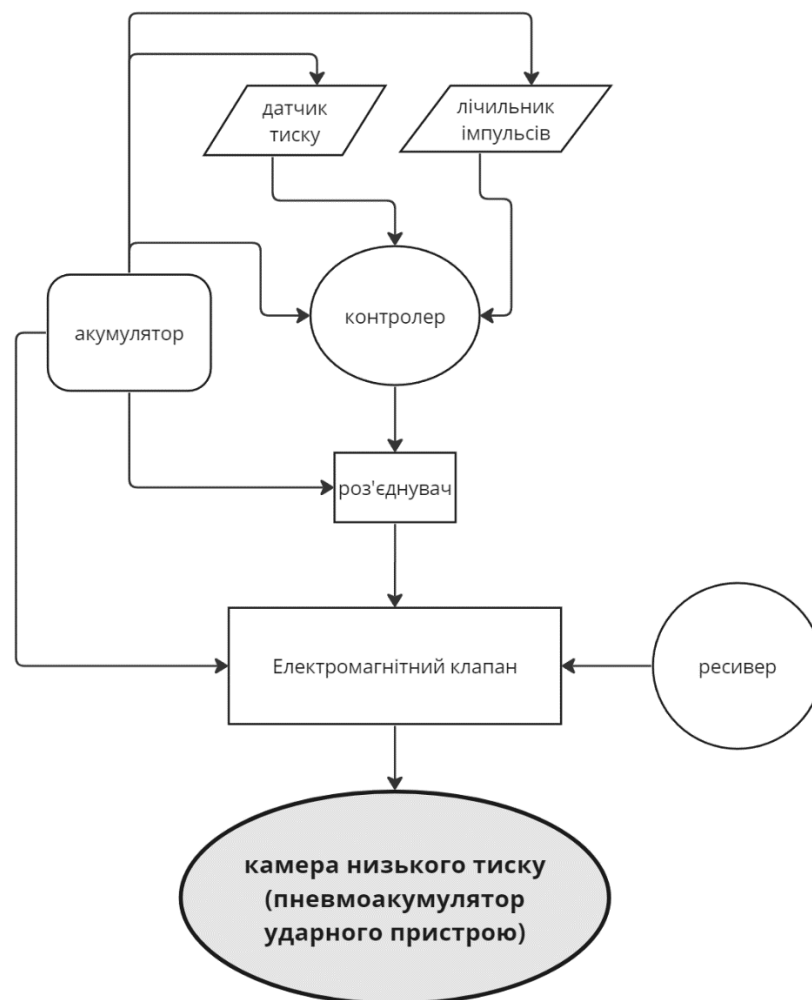 датчик
тиску
лічильник
імпульсів
контролер
акумулятор
роз'єднувач
Електромагнітний клапан
ресивер
камера низького тиску
(пневмоакумулятор
ударного пристрою)